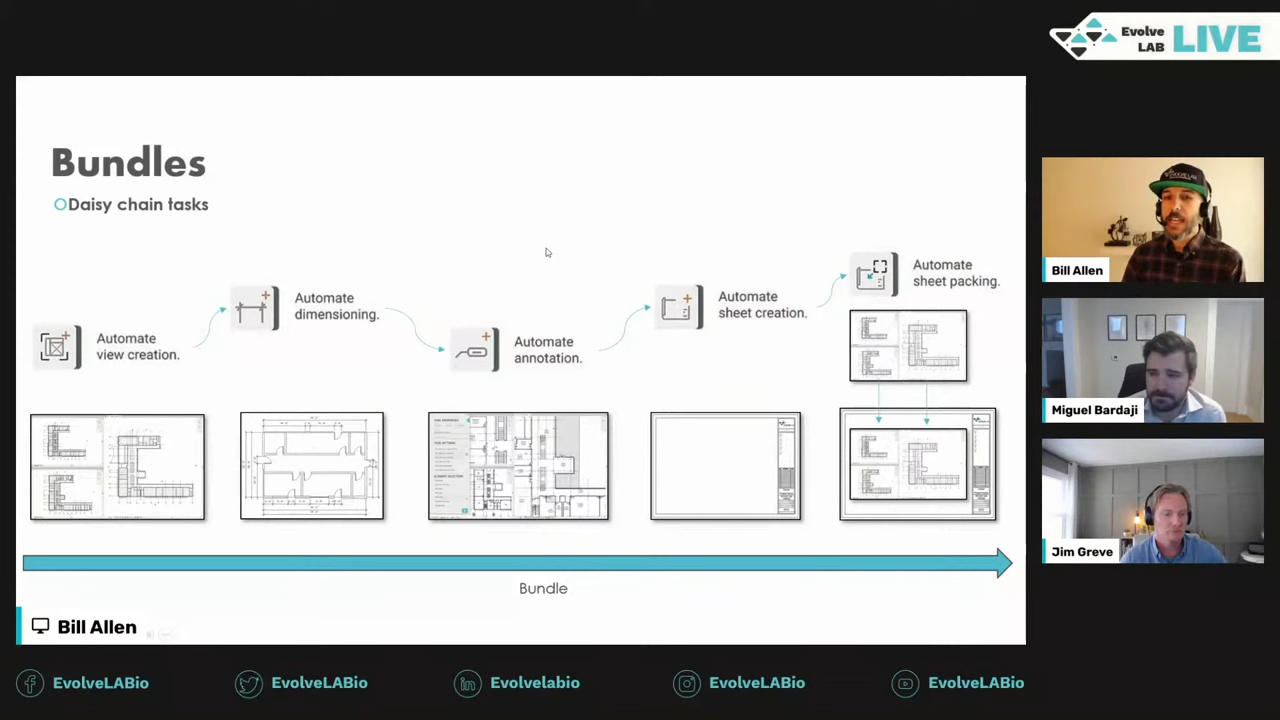 Evolve
LAB
LIVE
Bundles
Daisy chain tasks
Automate
view creation.
Automate
dimensioning.
Automate
annotation.
Automate
sheet creation.
Automate
sheet packing.
Bundle
Bill Allen
Bill Allen
Miguel Bardaji
Jim Greve
EvolveLABio
EvolveLABio
Evolvelabio
EvolveLABio
EvolveLABio